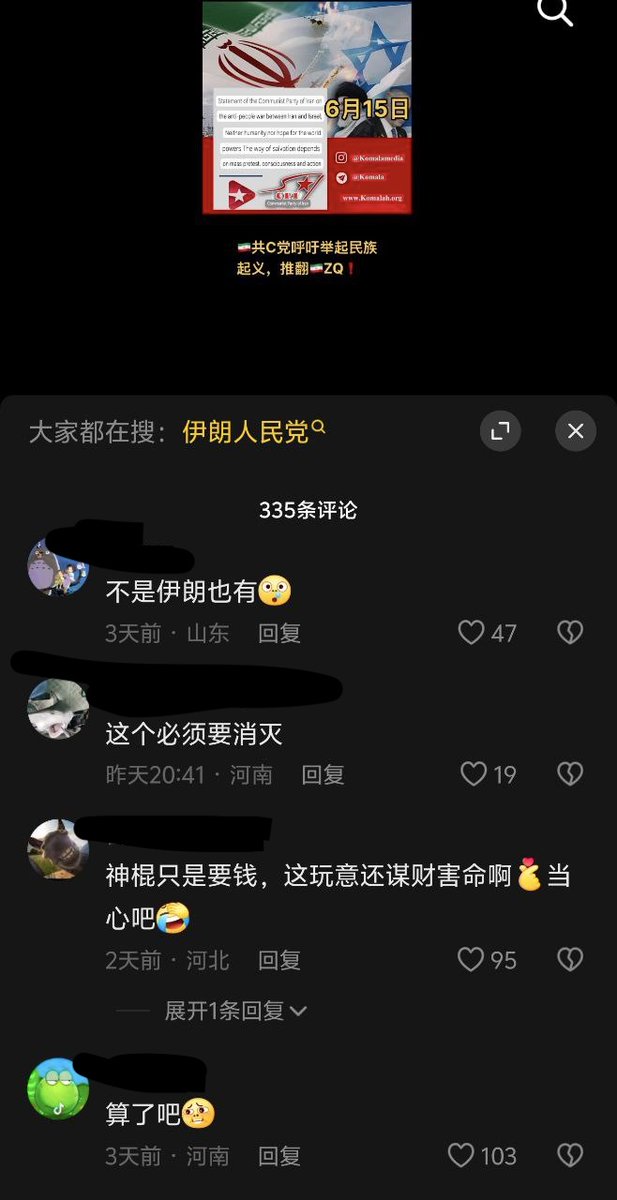 Statement of the Communist Party of Iran on
the anti-people war between Iran and Israel,
6月15日
Neither humanity nor hope for the world
powers The way of salvation depends
on mass protest, consciousness and action
@Komalamedia
@Komala
www.Komalah.org
Communist Party of Iran
🇮🇷共C党呼吁举起民族
起义，推翻🇮🇷ZQ❗
大家都在搜：伊朗人民党
335条评论
不是伊朗也有😯
3天前 · 山东 回复
47
这个必须要消灭
昨天20:41 · 河南 回复
19
神棍只是要钱，这玩意还谋财害命啊🫰当
心吧🤣
2天前 · 河北 回复
95
展开1条回复
算了吧🫣
3天前 · 河南 回复
103